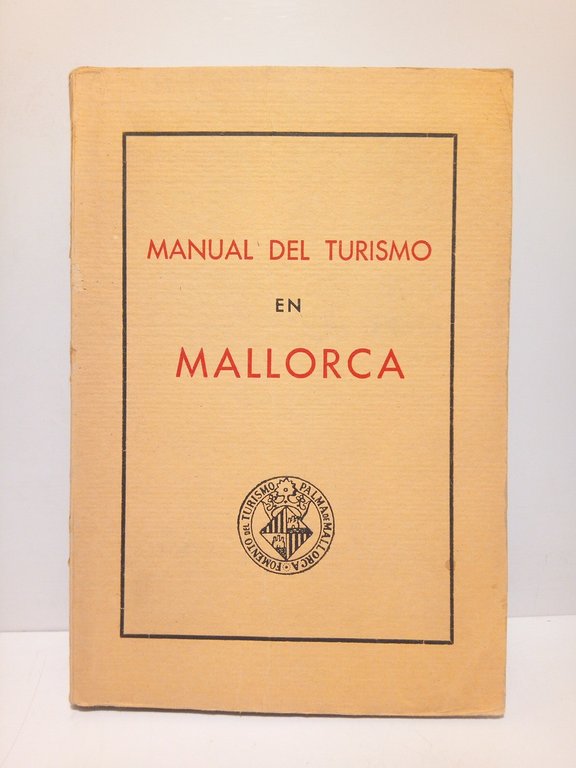 MANUAL DEL TURISMO
EN
MALLORCA
FOMENTO DEL TURISMO PALMA DE MALLORCA